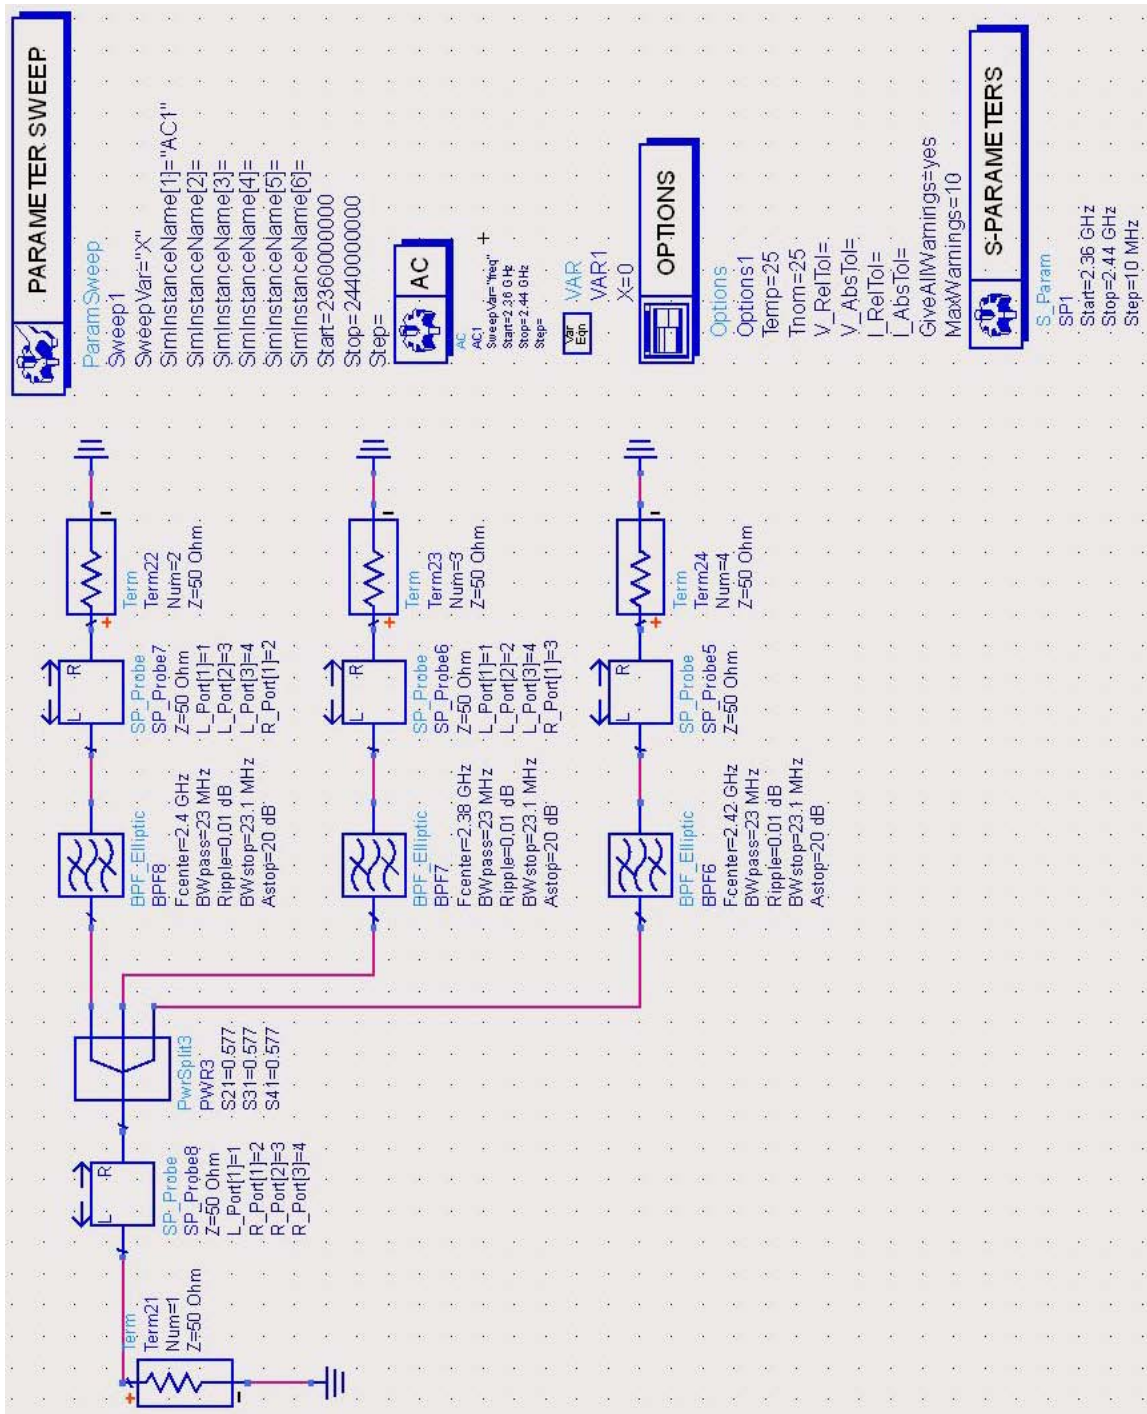 PARAMETER SWEEP
ParamSweep
Sweep1
SweepVar="X"
SimInstanceName[1]="AC1"
SimInstanceName[2]=
SimInstanceName[3]=
SimInstanceName[4]=
SimInstanceName[5]=
SimInstanceName[6]=
Start=2360000000
Stop=2440000000
Step=
AC
AC
AC1
SweepVar="freq"
Start=2.36 GHz
Stop=2.44 GHz
Step=
Var
Eqn
VAR
VAR1
X=0
OPTIONS
Options
Options1
Temp=25
Tnom=25
V_RelTol=
V_AbsTol=
I_RelTol=
I_AbsTol=
GiveAllWarnings=yes
MaxWarnings=10
S-PARAMETERS
S_Param
SP1
Start=2.36 GHz
Stop=2.44 GHz
Step=10 MHz
+
-
Term
Term21
Num=1
Z=50 Ohm
L
R
SP_Probe
SP_Probe8
Z=50 Ohm
L_Port[1]=1
R_Port[1]=2
R_Port[2]=3
R_Port[3]=4
PwrSplit3
PWR3
S21=0.577
S31=0.577
S41=0.577
BPF_Elliptic
BPF8
Fcenter=2.4 GHz
BWpass=23 MHz
Ripple=0.01 dB
BWstop=23.1 MHz
Astop=20 dB
L
R
SP_Probe
SP_Probe7
Z=50 Ohm
L_Port[1]=1
L_Port[2]=3
L_Port[3]=4
R_Port[1]=2
+
-
Term
Term22
Num=2
Z=50 Ohm
BPF_Elliptic
BPF7
Fcenter=2.38 GHz
BWpass=23 MHz
Ripple=0.01 dB
BWstop=23.1 MHz
Astop=20 dB
L
R
SP_Probe
SP_Probe6
Z=50 Ohm
L_Port[1]=1
L_Port[2]=2
L_Port[3]=4
R_Port[1]=3
+
-
Term
Term23
Num=3
Z=50 Ohm
BPF_Elliptic
BPF6
Fcenter=2.42 GHz
BWpass=23 MHz
Ripple=0.01 dB
BWstop=23.1 MHz
Astop=20 dB
L
R
SP_Probe
SP_Probe5
Z=50 Ohm
+
-
Term
Term24
Num=4
Z=50 Ohm